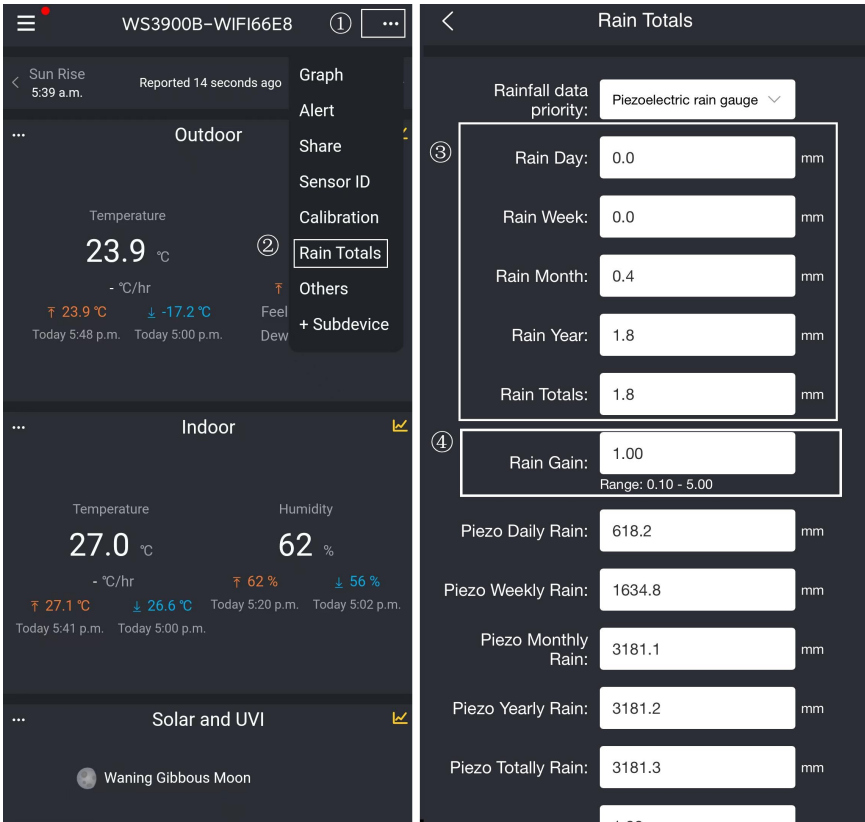 WS3900B-WIFI66E8
①
...
Sun Rise
5:39 a.m.
Reported 14 seconds ago
Graph
Alert
Share
Sensor ID
Calibration
②
Rain Totals
Others
+ Subdevice
...
Outdoor
Temperature
23.9 ℃
- ℃/hr
23.9 ℃
-17.2 ℃
Today 5:48 p.m.
Today 5:00 p.m.
Feel
Dew
...
Indoor
Temperature
Humidity
27.0 ℃
62 %
- ℃/hr
62 %
56 %
27.1 ℃
26.6 ℃
Today 5:20 p.m.
Today 5:02 p.m.
Today 5:41 p.m.
Today 5:00 p.m.
...
Solar and UVI
Waning Gibbous Moon
Rain Totals
Rainfall data
priority:
Piezoelectric rain gauge
③
Rain Day: 0.0 mm
Rain Week: 0.0 mm
Rain Month: 0.4 mm
Rain Year: 1.8 mm
Rain Totals: 1.8 mm
④
Rain Gain: 1.00
Range: 0.10 - 5.00
Piezo Daily Rain: 618.2 mm
Piezo Weekly Rain: 1634.8 mm
Piezo Monthly
Rain: 3181.1 mm
Piezo Yearly Rain: 3181.2 mm
Piezo Totally Rain: 3181.3 mm